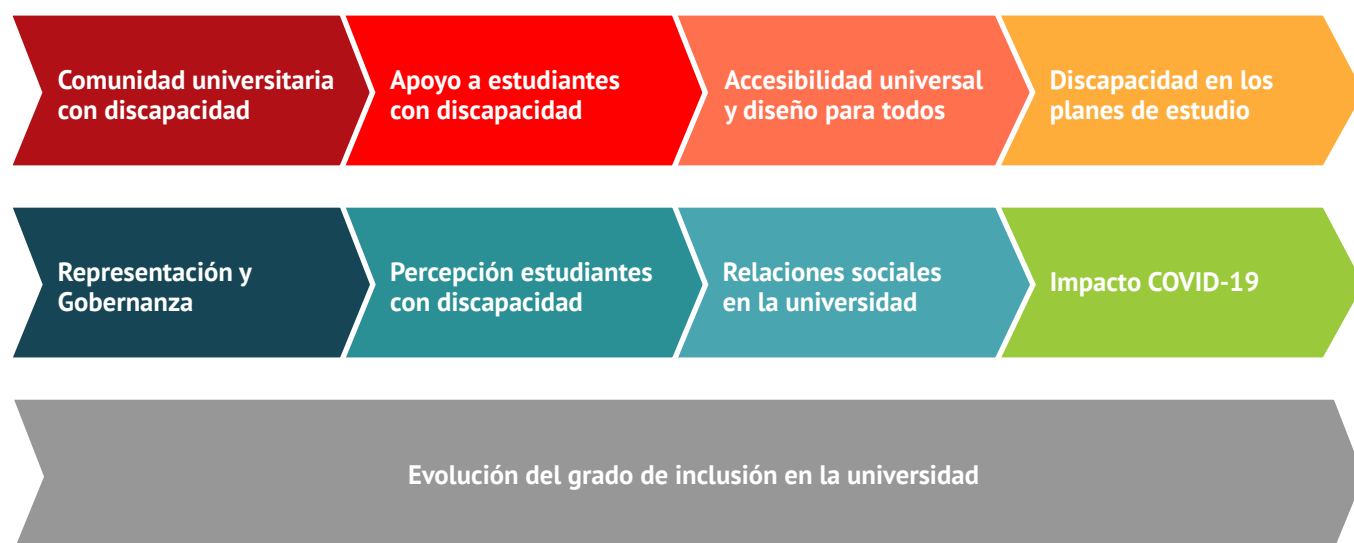 Comunidad universitaria
con discapacidad
Apoyo a estudiantes
con discapacidad
Accesibilidad universal
y diseño para todos
Discapacidad en los
planes de estudio
Representación y
Gobernanza
Percepción estudiantes
con discapacidad
Relaciones sociales
en la universidad
Impacto COVID-19
Evolución del grado de inclusión en la universidad